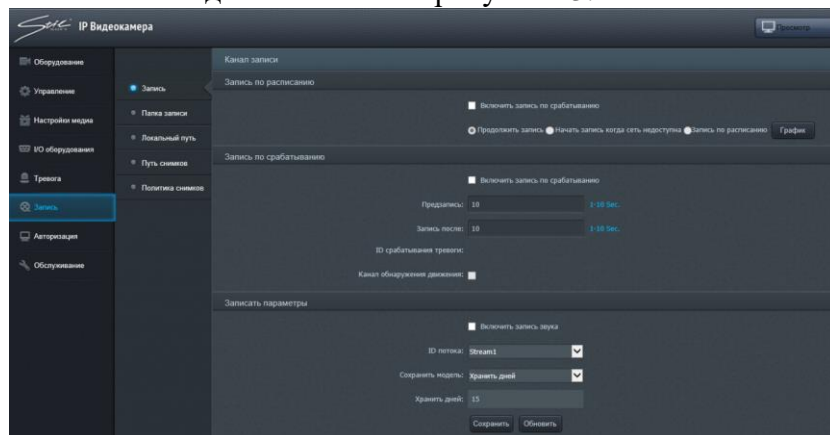 IP Видеокамера
Просмотр
Оборудование
Управление
Настройки медиа
I/O оборудования
Тревога
Запись
Авторизация
Обслуживание
Запись
Папка записи
Локальный путь
Путь снимков
Политика снимков
Канал записи
Запись по расписанию
Включить запись по срабатыванию
Продолжить запись Начать запись когда сеть недоступна Запись по расписанию График
Запись по срабатыванию
Включить запись по срабатыванию
Предзапись: 10 1-10 Sec.
Запись после: 10 1-10 Sec.
ID срабатывания тревоги:
Канал обнаружения движения:
Записать параметры
Включить запись звука
ID потока: Stream1
Сохранить модель: Хранить дней
Хранить дней: 15
Сохранить Обновить